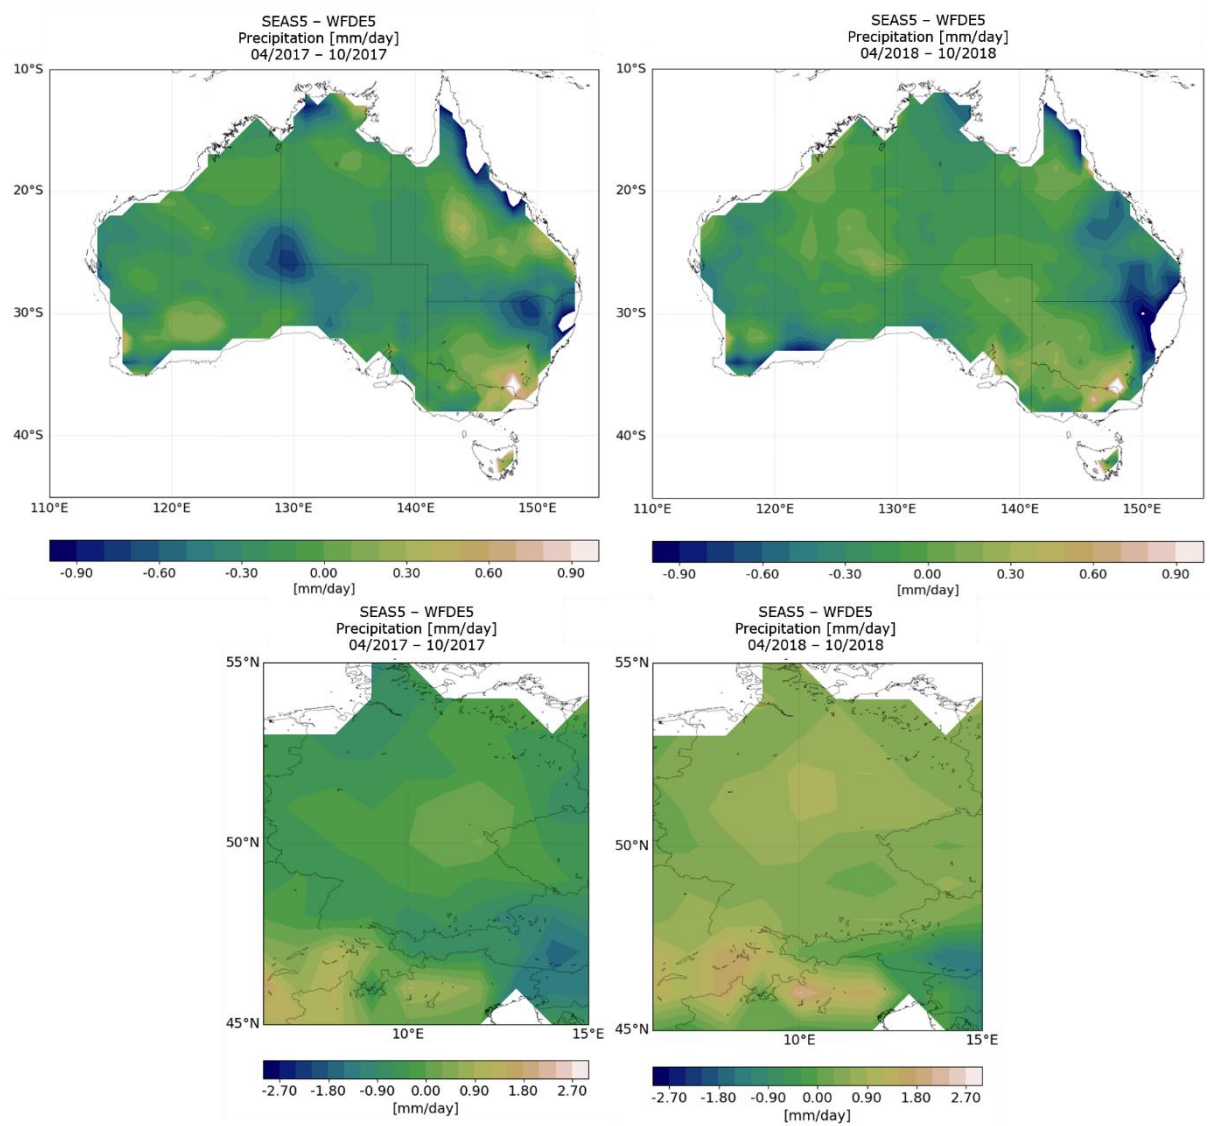 SEAS5 – WFDE5
Precipitation [mm/day]
04/2017 – 10/2017
10°S
20°S
30°S
40°S
110°E 120°E 130°E 140°E 150°E
-0.90 -0.60 -0.30 0.00 0.30 0.60 0.90
[mm/day]
SEAS5 – WFDE5
Precipitation [mm/day]
04/2018 – 10/2018
10°S
20°S
30°S
40°S
110°E 120°E 130°E 140°E 150°E
-0.90 -0.60 -0.30 0.00 0.30 0.60 0.90
[mm/day]
SEAS5 – WFDE5
Precipitation [mm/day]
04/2017 – 10/2017
55°N
50°N
45°N
10°E 15°E
-2.70 -1.80 -0.90 0.00 0.90 1.80 2.70
[mm/day]
SEAS5 – WFDE5
Precipitation [mm/day]
04/2018 – 10/2018
55°N
50°N
45°N
10°E 15°E
-2.70 -1.80 -0.90 0.00 0.90 1.80 2.70
[mm/day]